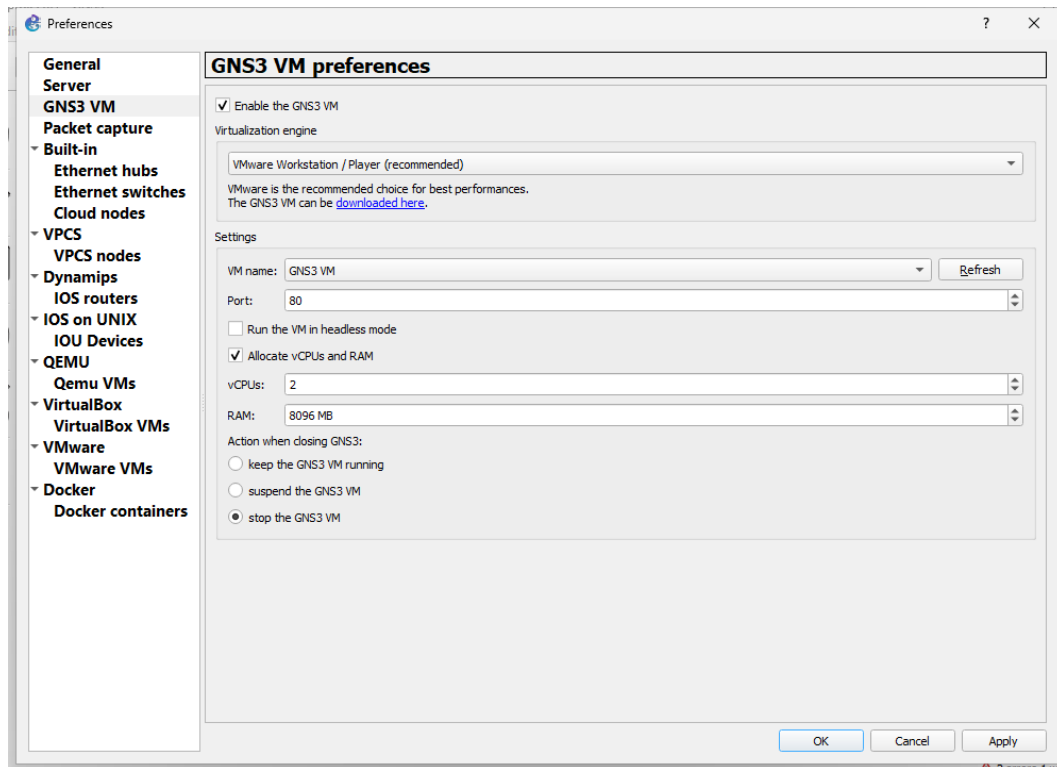 Preferences
?
General
Server
GNS3 VM
Packet capture
Built-in
Ethernet hubs
Ethernet switches
Cloud nodes
VPCS
VPCS nodes
Dynamips
IOS routers
IOS on UNIX
IOU Devices
QEMU
Qemu VMs
VirtualBox
VirtualBox VMs
VMware
VMware VMs
Docker
Docker containers
GNS3 VM preferences
Enable the GNS3 VM
Virtualization engine
VMware Workstation / Player (recommended)
VMware is the recommended choice for best performances.
The GNS3 VM can be downloaded here.
Settings
VM name: GNS3 VM Refresh
Port: 80
Run the VM in headless mode
Allocate vCPUs and RAM
vCPUs: 2
RAM: 8096 MB
Action when closing GNS3:
keep the GNS3 VM running
suspend the GNS3 VM
stop the GNS3 VM
OK Cancel Apply